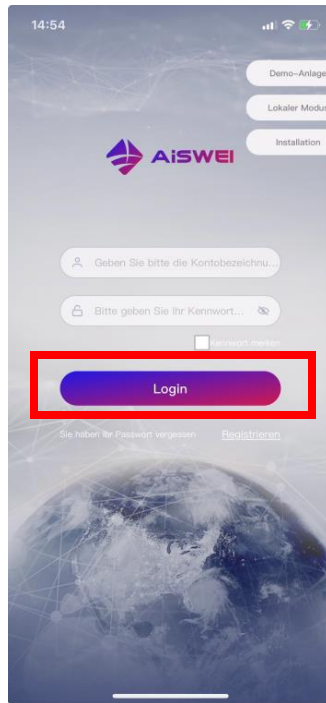 14:54
Demo-Anlage
Lokaler Modus
Installation
AiSWEI
Geben Sie bitte die Kontobezeichnu...
Bitte geben Sie Ihr Kennwort...
Kennwort merken
Login
Sie haben Ihr Passwort vergessen
Registrieren